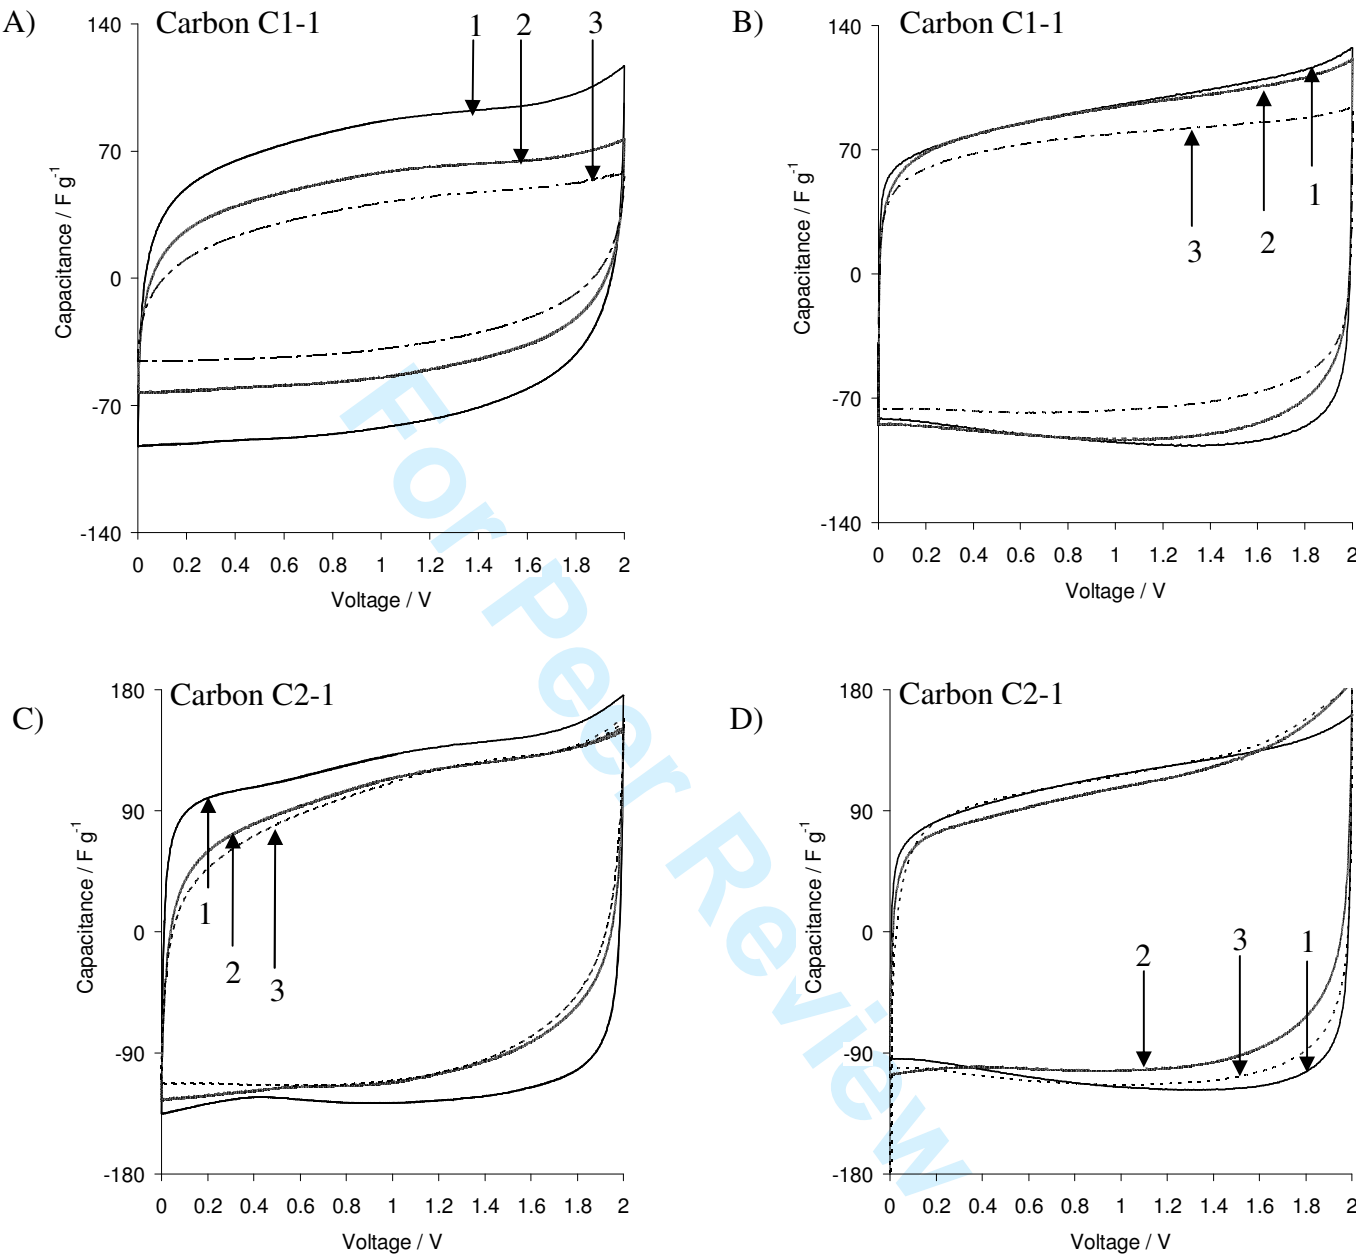 A)
Carbon C1-1
1 2 3
140
70
0
-70
-140
Capacitance / F g-1
0 0.2 0.4 0.6 0.8 1 1.2 1.4 1.6 1.8 2
Voltage / V
B)
Carbon C1-1
140
70
0
-70
-140
Capacitance / F g-1
3 2 1
0 0.2 0.4 0.6 0.8 1 1.2 1.4 1.6 1.8 2
Voltage / V
C)
Carbon C2-1
180
90
0
-90
-180
Capacitance / F g-1
1
2
3
0 0.2 0.4 0.6 0.8 1 1.2 1.4 1.6 1.8 2
Voltage / V
D)
Carbon C2-1
180
90
0
-90
-180
Capacitance / F g-1
2 3 1
0 0.2 0.4 0.6 0.8 1 1.2 1.4 1.6 1.8 2
Voltage / V
For Peer Review